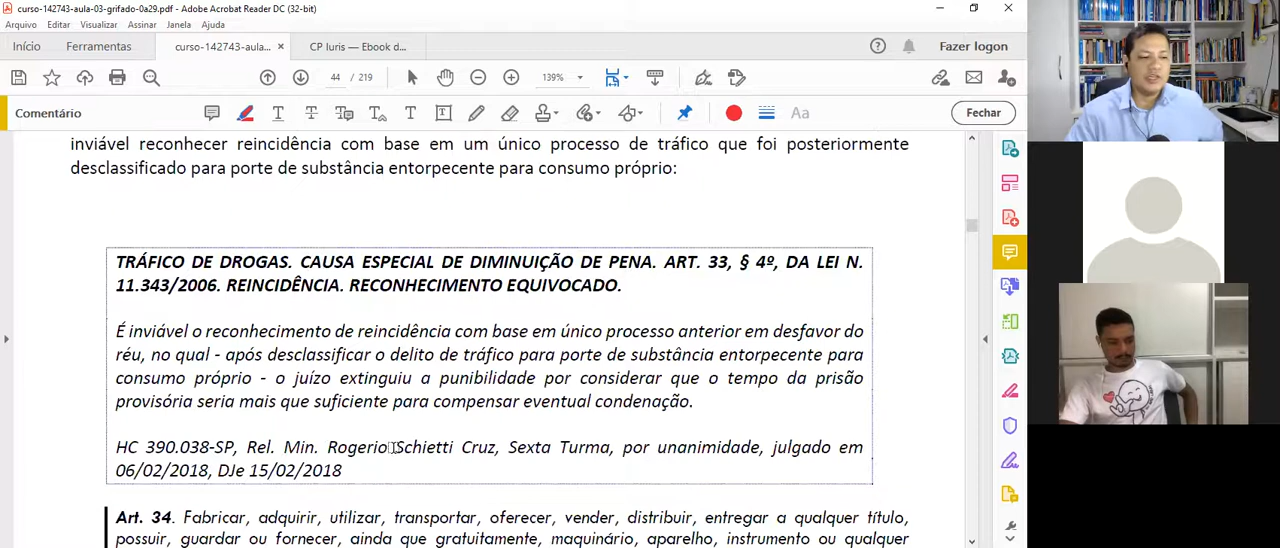 curso-142743-aula-03-grifado-0a29.pdf - Adobe Acrobat Reader DC (32-bit)
Arquivo Editar Visualizar Assinar Janela Ajuda
Início Ferramentas curso-142743-aula-... × CP Iuris — Ebook d... Fazer logon
44 / 219 139%
Comentário Fechar
inviável reconhecer reincidência com base em um único processo de tráfico que foi posteriormente
desclassificado para porte de substância entorpecente para consumo próprio:
TRÁFICO DE DROGAS. CAUSA ESPECIAL DE DIMINUIÇÃO DE PENA. ART. 33, § 4º, DA LEI N.
11.343/2006. REINCIDÊNCIA. RECONHECIMENTO EQUIVOCADO.
É inviável o reconhecimento de reincidência com base em único processo anterior em desfavor do
réu, no qual - após desclassificar o delito de tráfico para porte de substância entorpecente para
consumo próprio - o juízo extinguiu a punibilidade por considerar que o tempo da prisão
provisória seria mais que suficiente para compensar eventual condenação.
HC 390.038-SP, Rel. Min. Rogerio Schietti Cruz, Sexta Turma, por unanimidade, julgado em
06/02/2018, DJe 15/02/2018
Art. 34. Fabricar, adquirir, utilizar, transportar, oferecer, vender, distribuir, entregar a qualquer título,
possuir, guardar ou fornecer, ainda que gratuitamente, maquinário, aparelho, instrumento ou qualquer